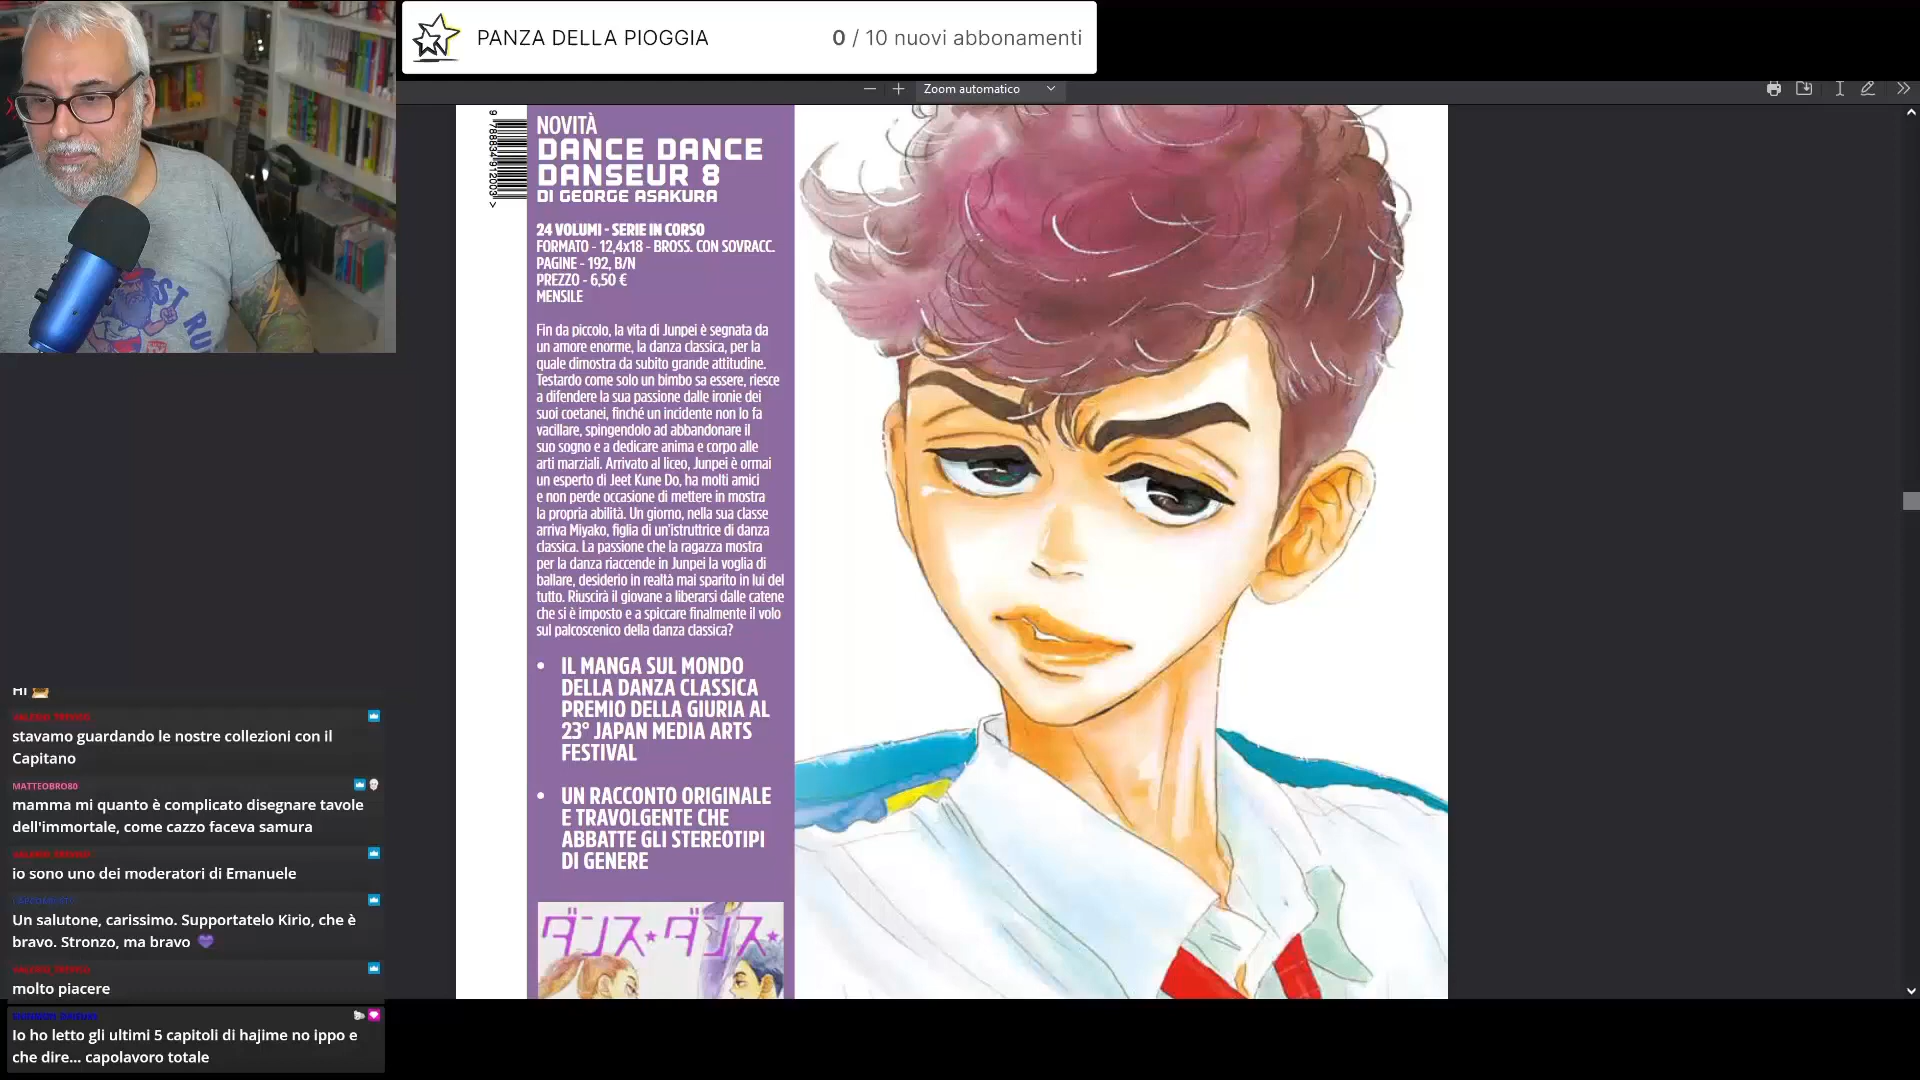 PANZA DELLA PIOGGIA
0 / 10 nuovi abbonamenti
Zoom automatico
9 788834 912003 >
NOVITÀ
DANCE DANCE
DANSEUR 8
DI GEORGE ASAKURA
24 VOLUMI - SERIE IN CORSO
FORMATO - 12,4x18 - BROSS. CON SOVRACC.
PAGINE - 192, B/N
PREZZO - 6,50 €
MENSILE
Fin da piccolo, la vita di Junpei è segnata da
un amore enorme, la danza classica, per la
quale dimostra da subito grande attitudine.
Testardo come solo un bimbo sa essere, riesce
a difendere la sua passione dalle ironie dei
suoi coetanei, finché un incidente non lo fa
vacillare, spingendolo ad abbandonare il
suo sogno e a dedicare anima e corpo alle
arti marziali. Arrivato al liceo, Junpei è ormai
un esperto di Jeet Kune Do, ha molti amici
e non perde occasione di mettere in mostra
la propria abilità. Un giorno, nella sua classe
arriva Miyako, figlia di un'istruttrice di danza
classica. La passione che la ragazza mostra
per la danza riaccende in Junpei la voglia di
ballare, desiderio in realtà mai sparito in lui del
tutto. Riuscirà il giovane a liberarsi dalle catene
che si è imposto e a spiccare finalmente il volo
sul palcoscenico della danza classica?
• IL MANGA SUL MONDO
DELLA DANZA CLASSICA
PREMIO DELLA GIURIA AL
23° JAPAN MEDIA ARTS
FESTIVAL
• UN RACCONTO ORIGINALE
E TRAVOLGENTE CHE
ABBATTE GLI STEREOTIPI
DI GENERE
ダンス★ダンス★
ST
RU
HI
stavamo guardando le nostre collezioni con il
Capitano
MATTEOBRO80
mamma mi quanto è complicato disegnare tavole
dell'immortale, come cazzo faceva samura
io sono uno dei moderatori di Emanuele
Un salutone, carissimo. Supportatelo Kirio, che è
bravo. Stronzo, ma bravo
molto piacere
Io ho letto gli ultimi 5 capitoli di hajime no ippo e
che dire... capolavoro totale